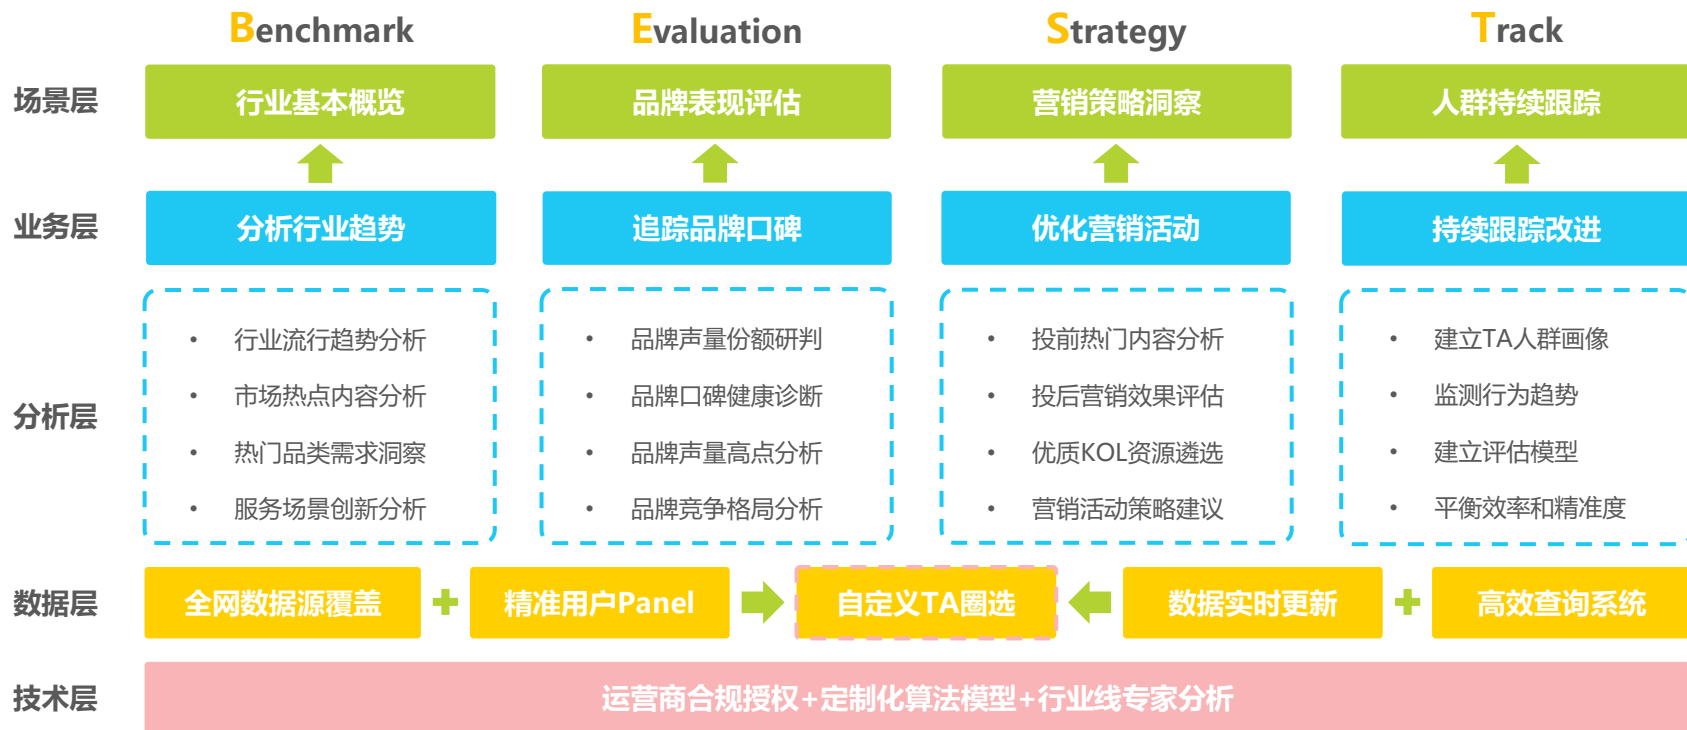 Benchmark Evaluation Strategy Track
场景层 行业基本概览 品牌表现评估 营销策略洞察 人群持续跟踪
业务层 分析行业趋势 追踪品牌口碑 优化营销活动 持续跟踪改进
分析层
• 行业流行趋势分析
• 市场热点内容分析
• 热门品类需求洞察
• 服务场景创新分析
• 品牌声量份额研判
• 品牌口碑健康诊断
• 品牌声量高点分析
• 品牌竞争格局分析
• 投前热门内容分析
• 投后营销效果评估
• 优质KOL资源遴选
• 营销活动策略建议
• 建立TA人群画像
• 监测行为趋势
• 建立评估模型
• 平衡效率和精准度
数据层 全网数据源覆盖 + 精准用户Panel 自定义TA圈选 数据实时更新 + 高效查询系统
技术层 运营商合规授权+定制化算法模型+行业线专家分析